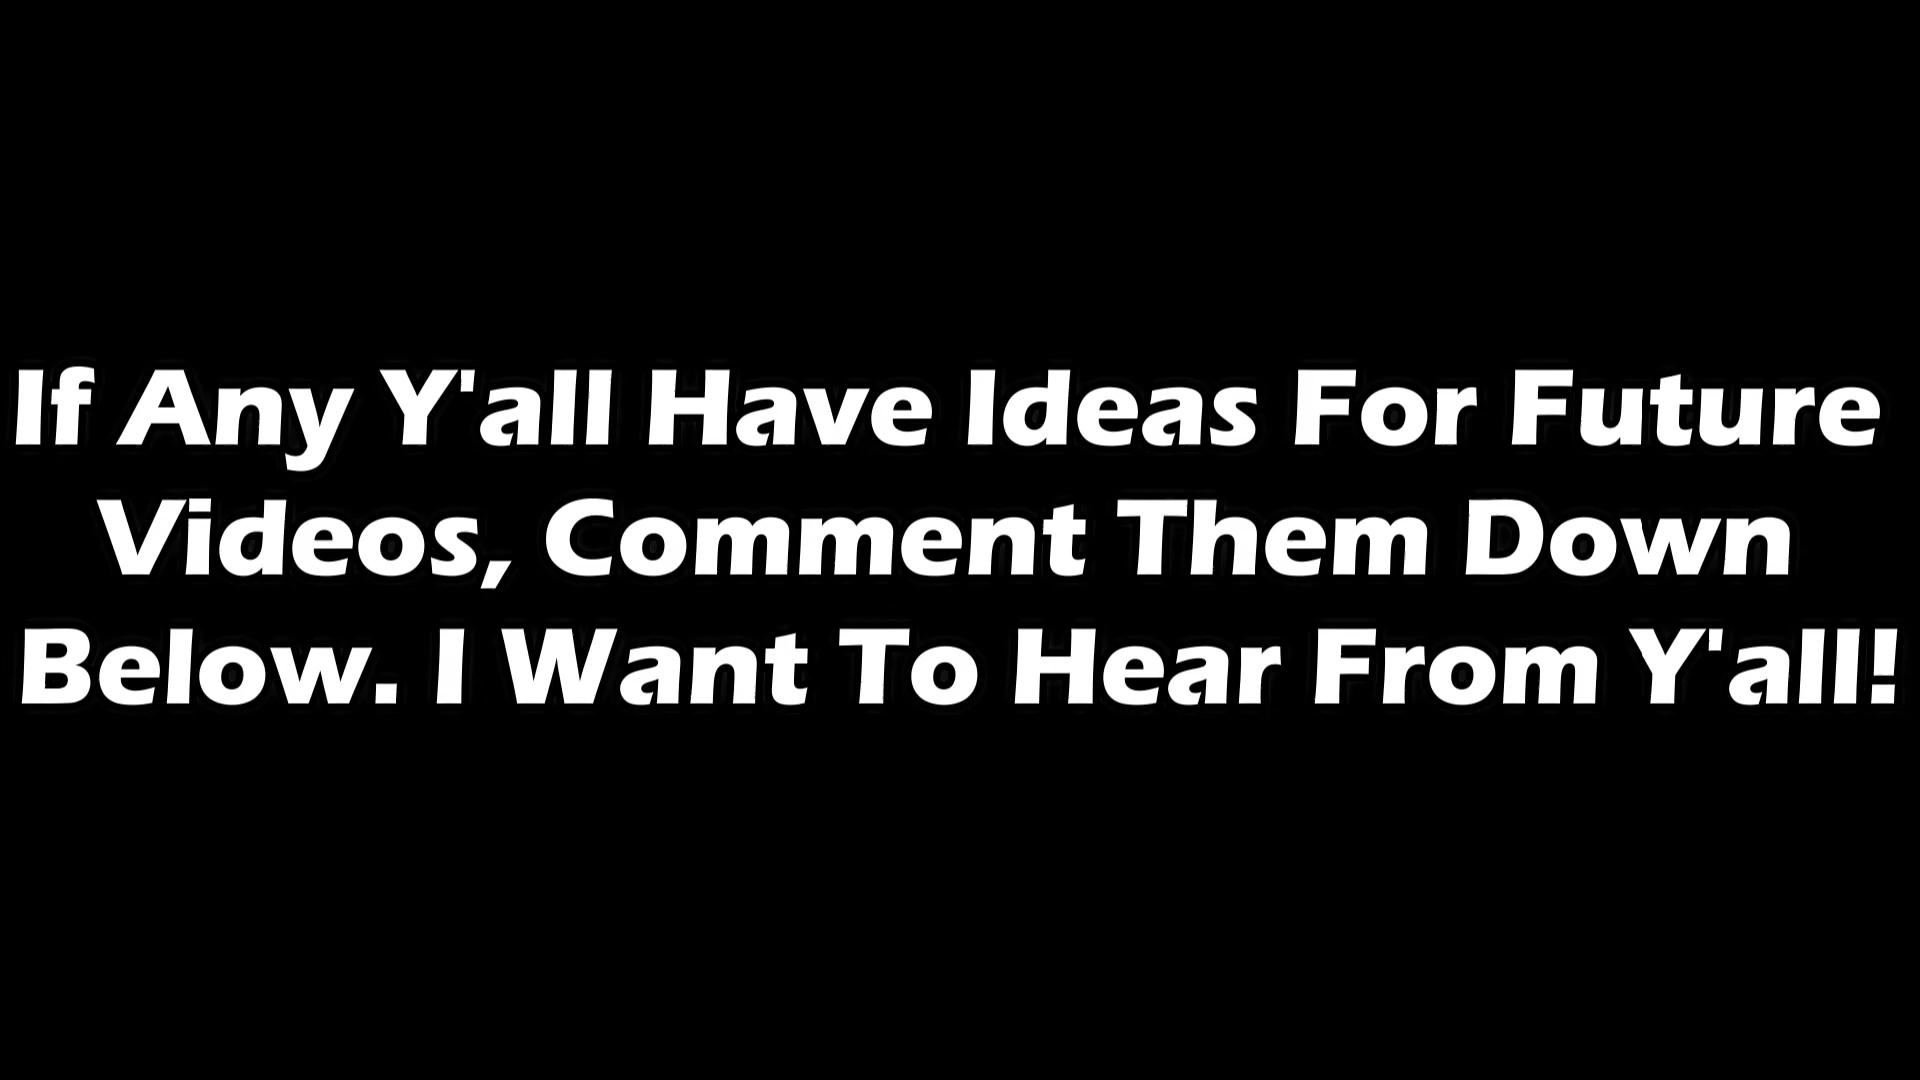 If Any Y'all Have Ideas For Future
Videos, Comment Them Down
Below. I Want To Hear From Y'all!